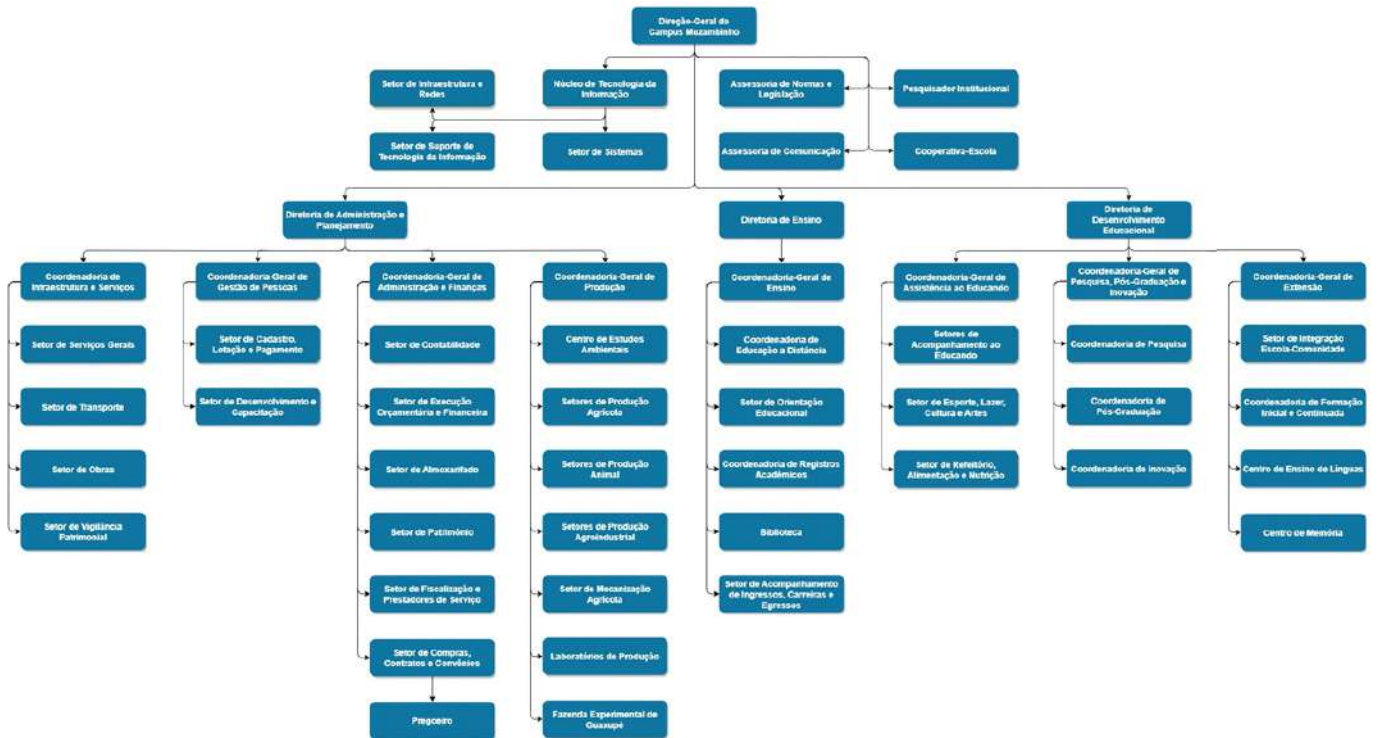 Direção-Geral do
Campus Muzambinho
Setor de Infraestrutura e
Redes
Núcleo de Tecnologia da
Informação
Assessoria de Normas e
Legislação
Pesquisador Institucional
Setor de Suporte de
Tecnologia da Informação
Setor de Sistemas
Assessoria de Comunicação
Cooperativa-Escola
Diretoria de Administração e
Planejamento
Diretoria de Ensino
Diretoria de
Desenvolvimento
Educacional
Coordenadoria de
Infraestrutura e Serviços
Coordenadoria-Geral de
Gestão de Pessoas
Coordenadoria-Geral de
Administração e Finanças
Coordenadoria-Geral de
Produção
Coordenadoria-Geral de
Ensino
Coordenadoria-Geral de
Assistência ao Educando
Coordenadoria-Geral de
Pesquisa, Pós-Graduação e
Inovação
Coordenadoria-Geral de
Extensão
Setor de Serviços Gerais
Setor de Cadastro,
Lotação e Pagamento
Setor de Contabilidade
Centro de Estudos
Ambientais
Coordenadoria de
Educação a Distância
Setores de
Acompanhamento ao
Educando
Coordenadoria de Pesquisa
Setor de Integração
Escola-Comunidade
Setor de Transporte
Setor de Desenvolvimento e
Capacitação
Setor de Execução
Orçamentária e Financeira
Setores de Produção
Agrícola
Setor de Orientação
Educacional
Setor de Esporte, Lazer,
Cultura e Artes
Coordenadoria de
Pós-Graduação
Coordenadoria de Formação
Inicial e Continuada
Setor de Obras
Setor de Almoxarifado
Setores de Produção
Animal
Coordenadoria de Registros
Acadêmicos
Setor de Refeitório,
Alimentação e Nutrição
Coordenadoria de Inovação
Centro de Ensino de Línguas
Setor de Vigilância
Patrimonial
Setor de Patrimônio
Setores de Produção
Agroindustrial
Biblioteca
Centro de Memória
Setor de Fiscalização e
Prestadores de Serviço
Setor de Mecanização
Agrícola
Setor de Acompanhamento
de Ingressos, Carreiras e
Egressos
Setor de Compras,
Contratos e Convênios
Laboratórios de Produção
Pregoeiro
Fazenda Experimental de
Guaxupé